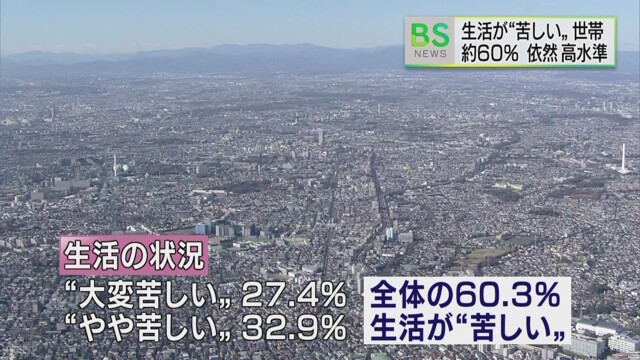 BS
NEWS
生活が“苦しい„ 世帯
約60% 依然 高水準
生活の状況
“大変苦しい„ 27.4%
“やや苦しい„ 32.9%
全体の60.3%
生活が“苦しい„